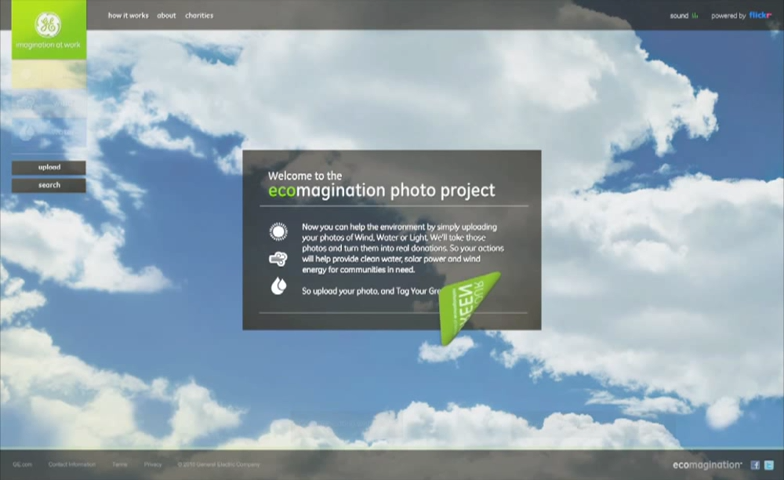 how it works about charities
sound powered by flickr
imagination at work
upload
search
Welcome to the
ecomagination photo project
Now you can help the environment by simply uploading
your photos of Wind, Water or Light. We'll take those
photos and turn them into real donations. So your actions
will help provide clean water, solar power and wind
energy for communities in need.
So upload your photo, and Tag Your Gre
GE.com Contact Information Terms Privacy © 2010 General Electric Company
ecomagination